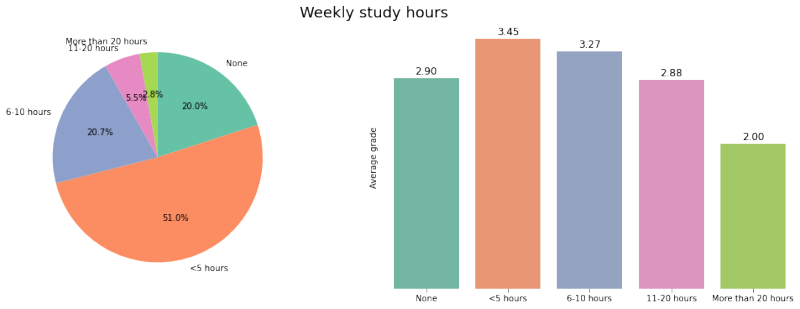 Weekly study hours
More than 20 hours
11-20 hours
None
6-10 hours
<5 hours
2.8%
5.5%
20.0%
20.7%
51.0%
Average grade
2.90
3.45
3.27
2.88
2.00
None
<5 hours
6-10 hours
11-20 hours
More than 20 hours